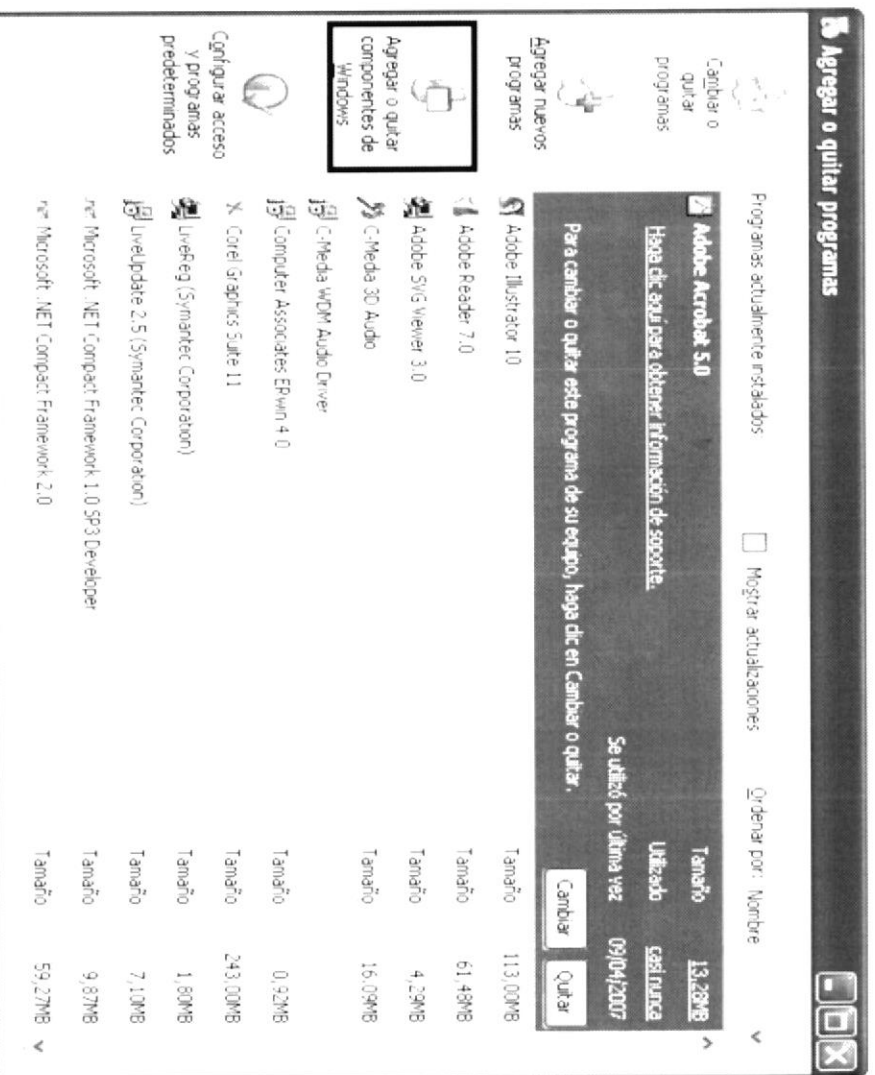 Agregar o quitar programas
Cambiar o
quitar
programas
Agregar nuevos
programas
Agregar o quitar
componentes de
Windows
Configurar acceso
y programas
predeterminados
Programas actualmente instalados
Mostrar actualizaciones
Ordenar por: Nombre
Adobe Acrobat 5.0 Tamaño 13,28MB
Haga clic aquí para obtener información de soporte. Utilizado casi nunca
Se utilizó por última vez 09/04/2007
Para cambiar o quitar este programa de su equipo, haga clic en Cambiar o quitar. Cambiar Quitar
Adobe Illustrator 10 Tamaño 113,00MB
Adobe Reader 7.0 Tamaño 61,48MB
Adobe SVG Viewer 3.0 Tamaño 4,29MB
C-Media 3D Audio Tamaño 16.09MB
C-Media WDM Audio Driver
Computer Associates ERwin 4.0 Tamaño 0,92MB
Corel Graphics Suite 11 Tamaño 243,00MB
LiveReg (Symantec Corporation) Tamaño 1,80MB
LiveUpdate 2.5 (Symantec Corporation) Tamaño 7,10MB
.net Microsoft .NET Compact Framework 1.0 SP3 Developer Tamaño 9,87MB
.net Microsoft .NET Compact Framework 2.0 Tamaño 59,27MB